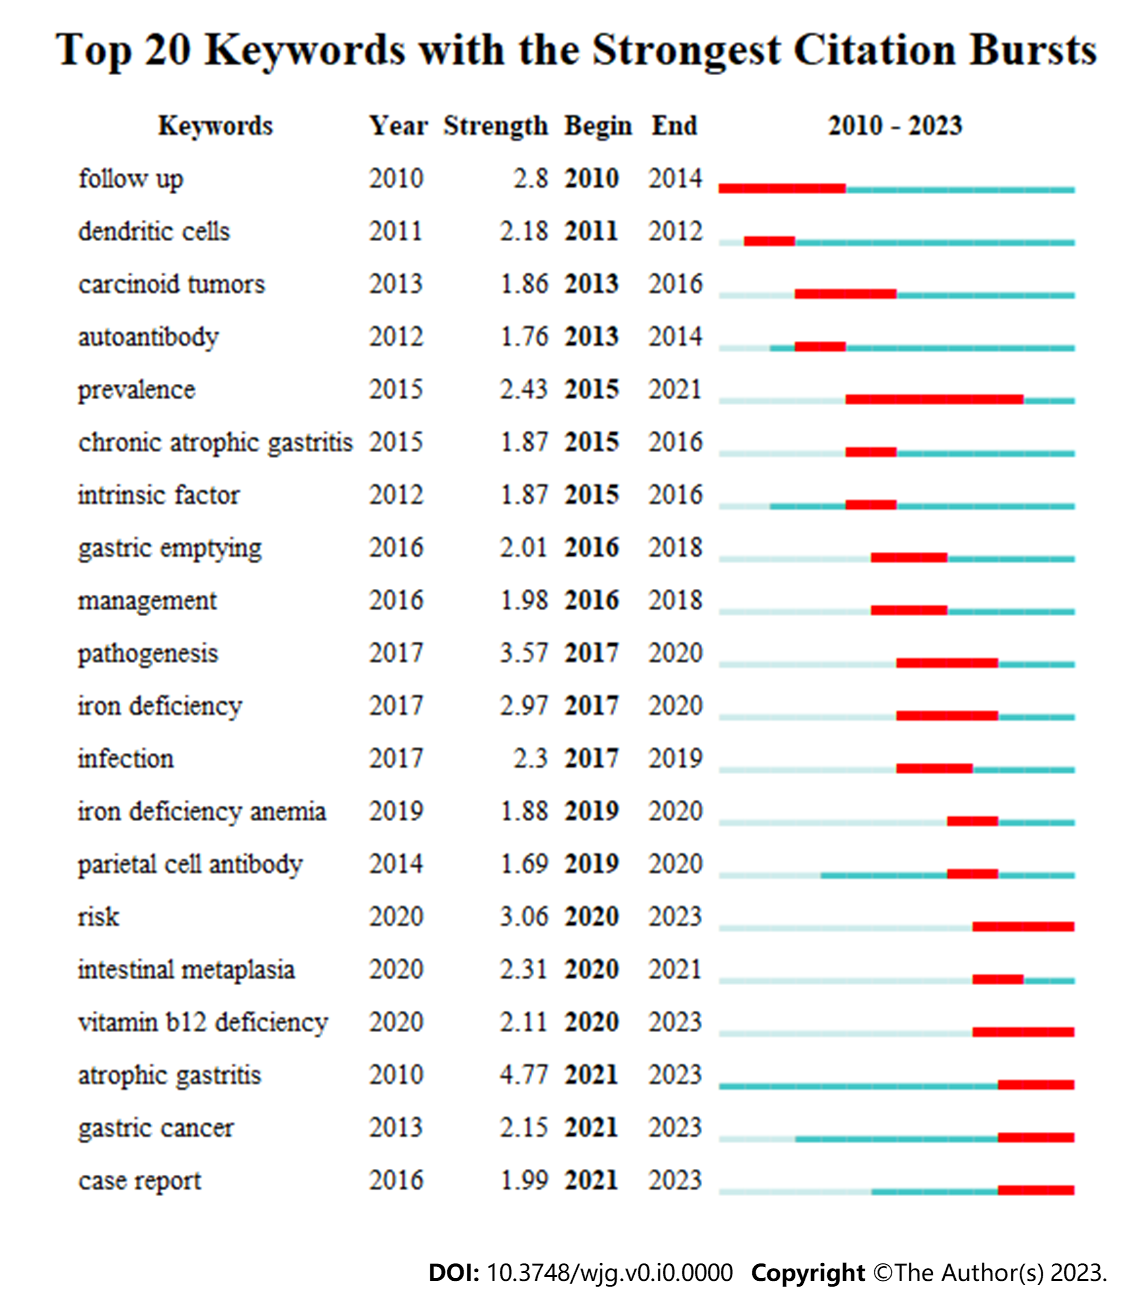 Top 20 Keywords with the Strongest Citation Bursts
Keywords Year Strength Begin End 2010 - 2023
follow up 2010 2.8 2010 2014
dendritic cells 2011 2.18 2011 2012
carcinoid tumors 2013 1.86 2013 2016
autoantibody 2012 1.76 2013 2014
prevalence 2015 2.43 2015 2021
chronic atrophic gastritis 2015 1.87 2015 2016
intrinsic factor 2012 1.87 2015 2016
gastric emptying 2016 2.01 2016 2018
management 2016 1.98 2016 2018
pathogenesis 2017 3.57 2017 2020
iron deficiency 2017 2.97 2017 2020
infection 2017 2.3 2017 2019
iron deficiency anemia 2019 1.88 2019 2020
parietal cell antibody 2014 1.69 2019 2020
risk 2020 3.06 2020 2023
intestinal metaplasia 2020 2.31 2020 2021
vitamin b12 deficiency 2020 2.11 2020 2023
atrophic gastritis 2010 4.77 2021 2023
gastric cancer 2013 2.15 2021 2023
case report 2016 1.99 2021 2023
DOI: 10.3748/wjg.v0.i0.0000 Copyright ©The Author(s) 2023.